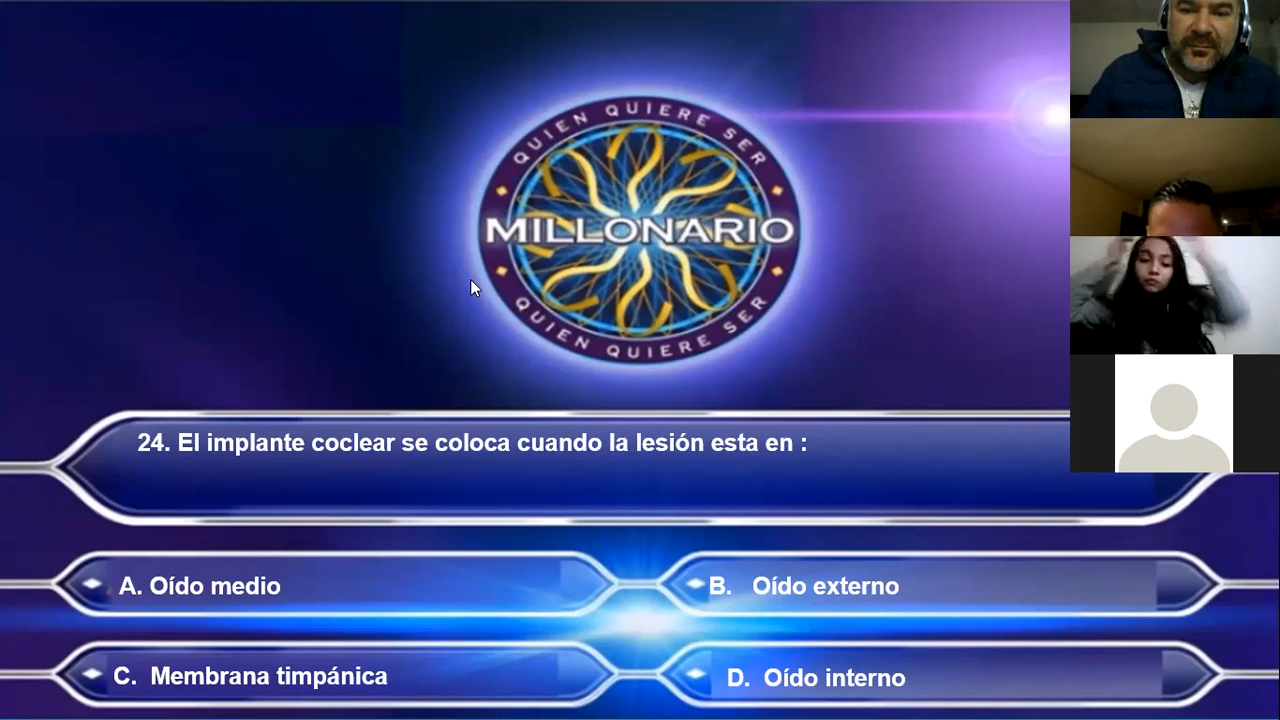 QUIEN QUIERE SER
MILLONARIO
QUIEN QUIERE SER
24. El implante coclear se coloca cuando la lesión esta en :
A. Oído medio
B. Oído externo
C. Membrana timpánica
D. Oído interno